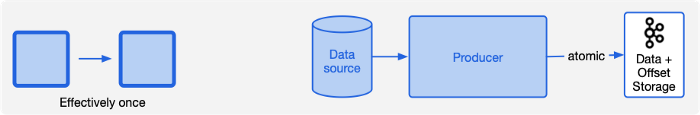 Effectively once
Data
source
Producer
atomic
Data +
Offset
Storage